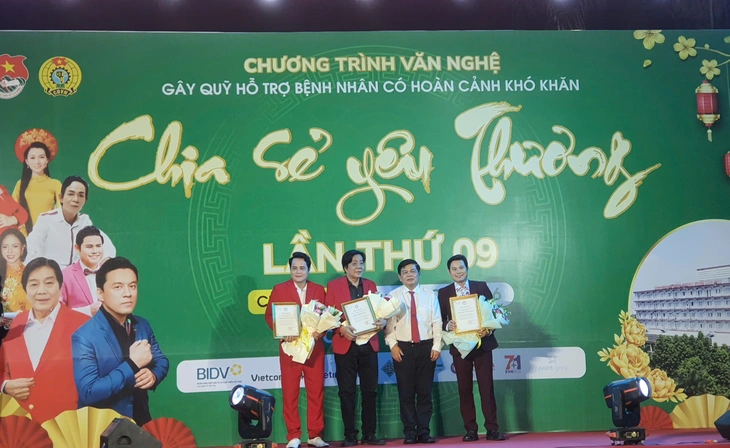 CHƯƠNG TRÌNH VĂN NGHỆ
GÂY QUỸ HỖ TRỢ BỆNH NHÂN CÓ HOÀN CẢNH KHÓ KHĂN
Chia sẻ yêu thương
LẦN THỨ 09
BIDV